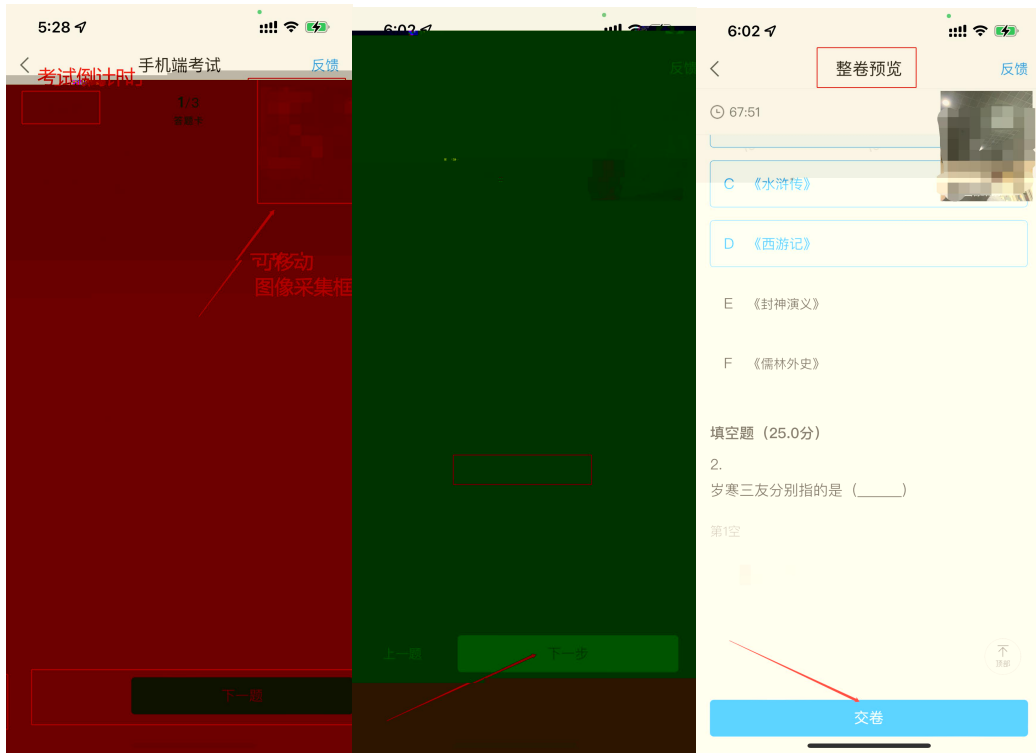 5:28
手机端考试
反馈
考试倒计时
1/3
答题卡
可移动
图像采集框
下一题
6:02
反馈
上一题
下一步
6:02
整卷预览
反馈
67:51
C 《水浒传》
D 《西游记》
E 《封神演义》
F 《儒林外史》
填空题（25.0分）
2.
岁寒三友分别指的是（______）
第1空
顶部
交卷